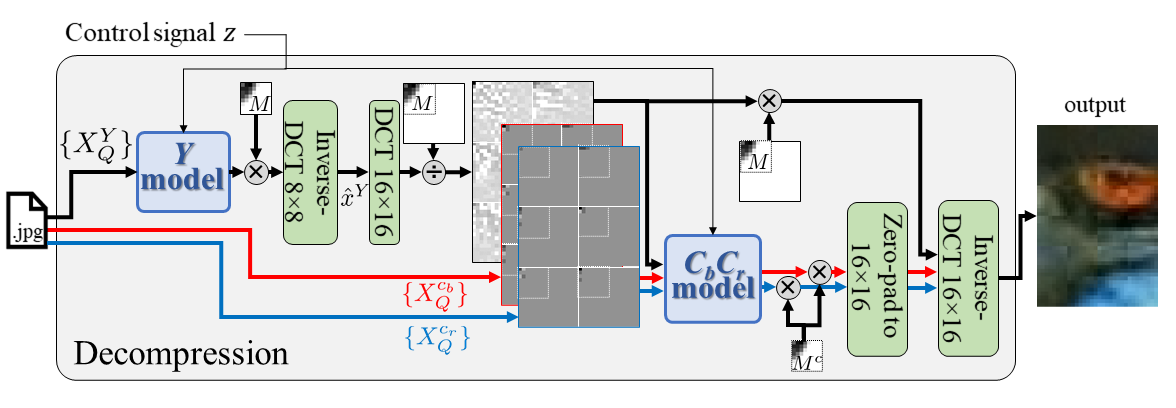 Control signal z
{X_Q^Y}
.jpg
Y
model
M
×
Inverse-
DCT 8×8
x̂^Y
DCT 16×16
M
÷
{X_Q^{c_b}}
{X_Q^{c_r}}
C_bC_r
model
×
M
×
×
M^c
Zero-pad to
16×16
Inverse-
DCT 16×16
output
Decompression